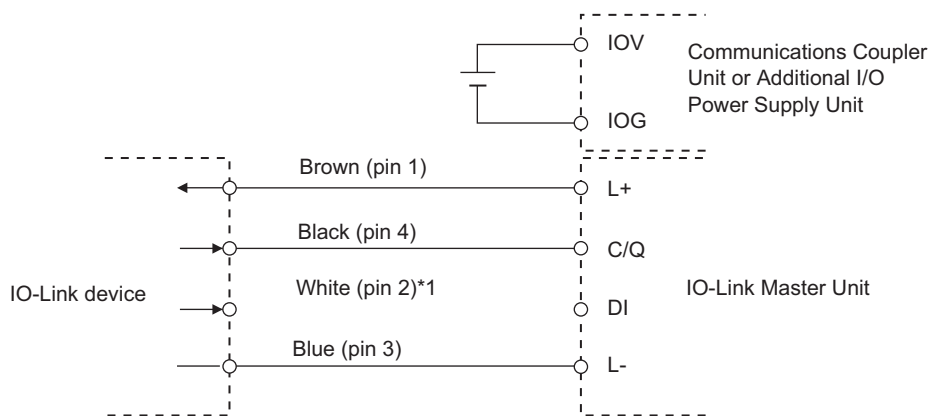 IOV
Communications Coupler
Unit or Additional I/O
Power Supply Unit
IOG
Brown (pin 1)
L+
Black (pin 4)
C/Q
IO-Link device
White (pin 2)*1
DI
IO-Link Master Unit
Blue (pin 3)
L-